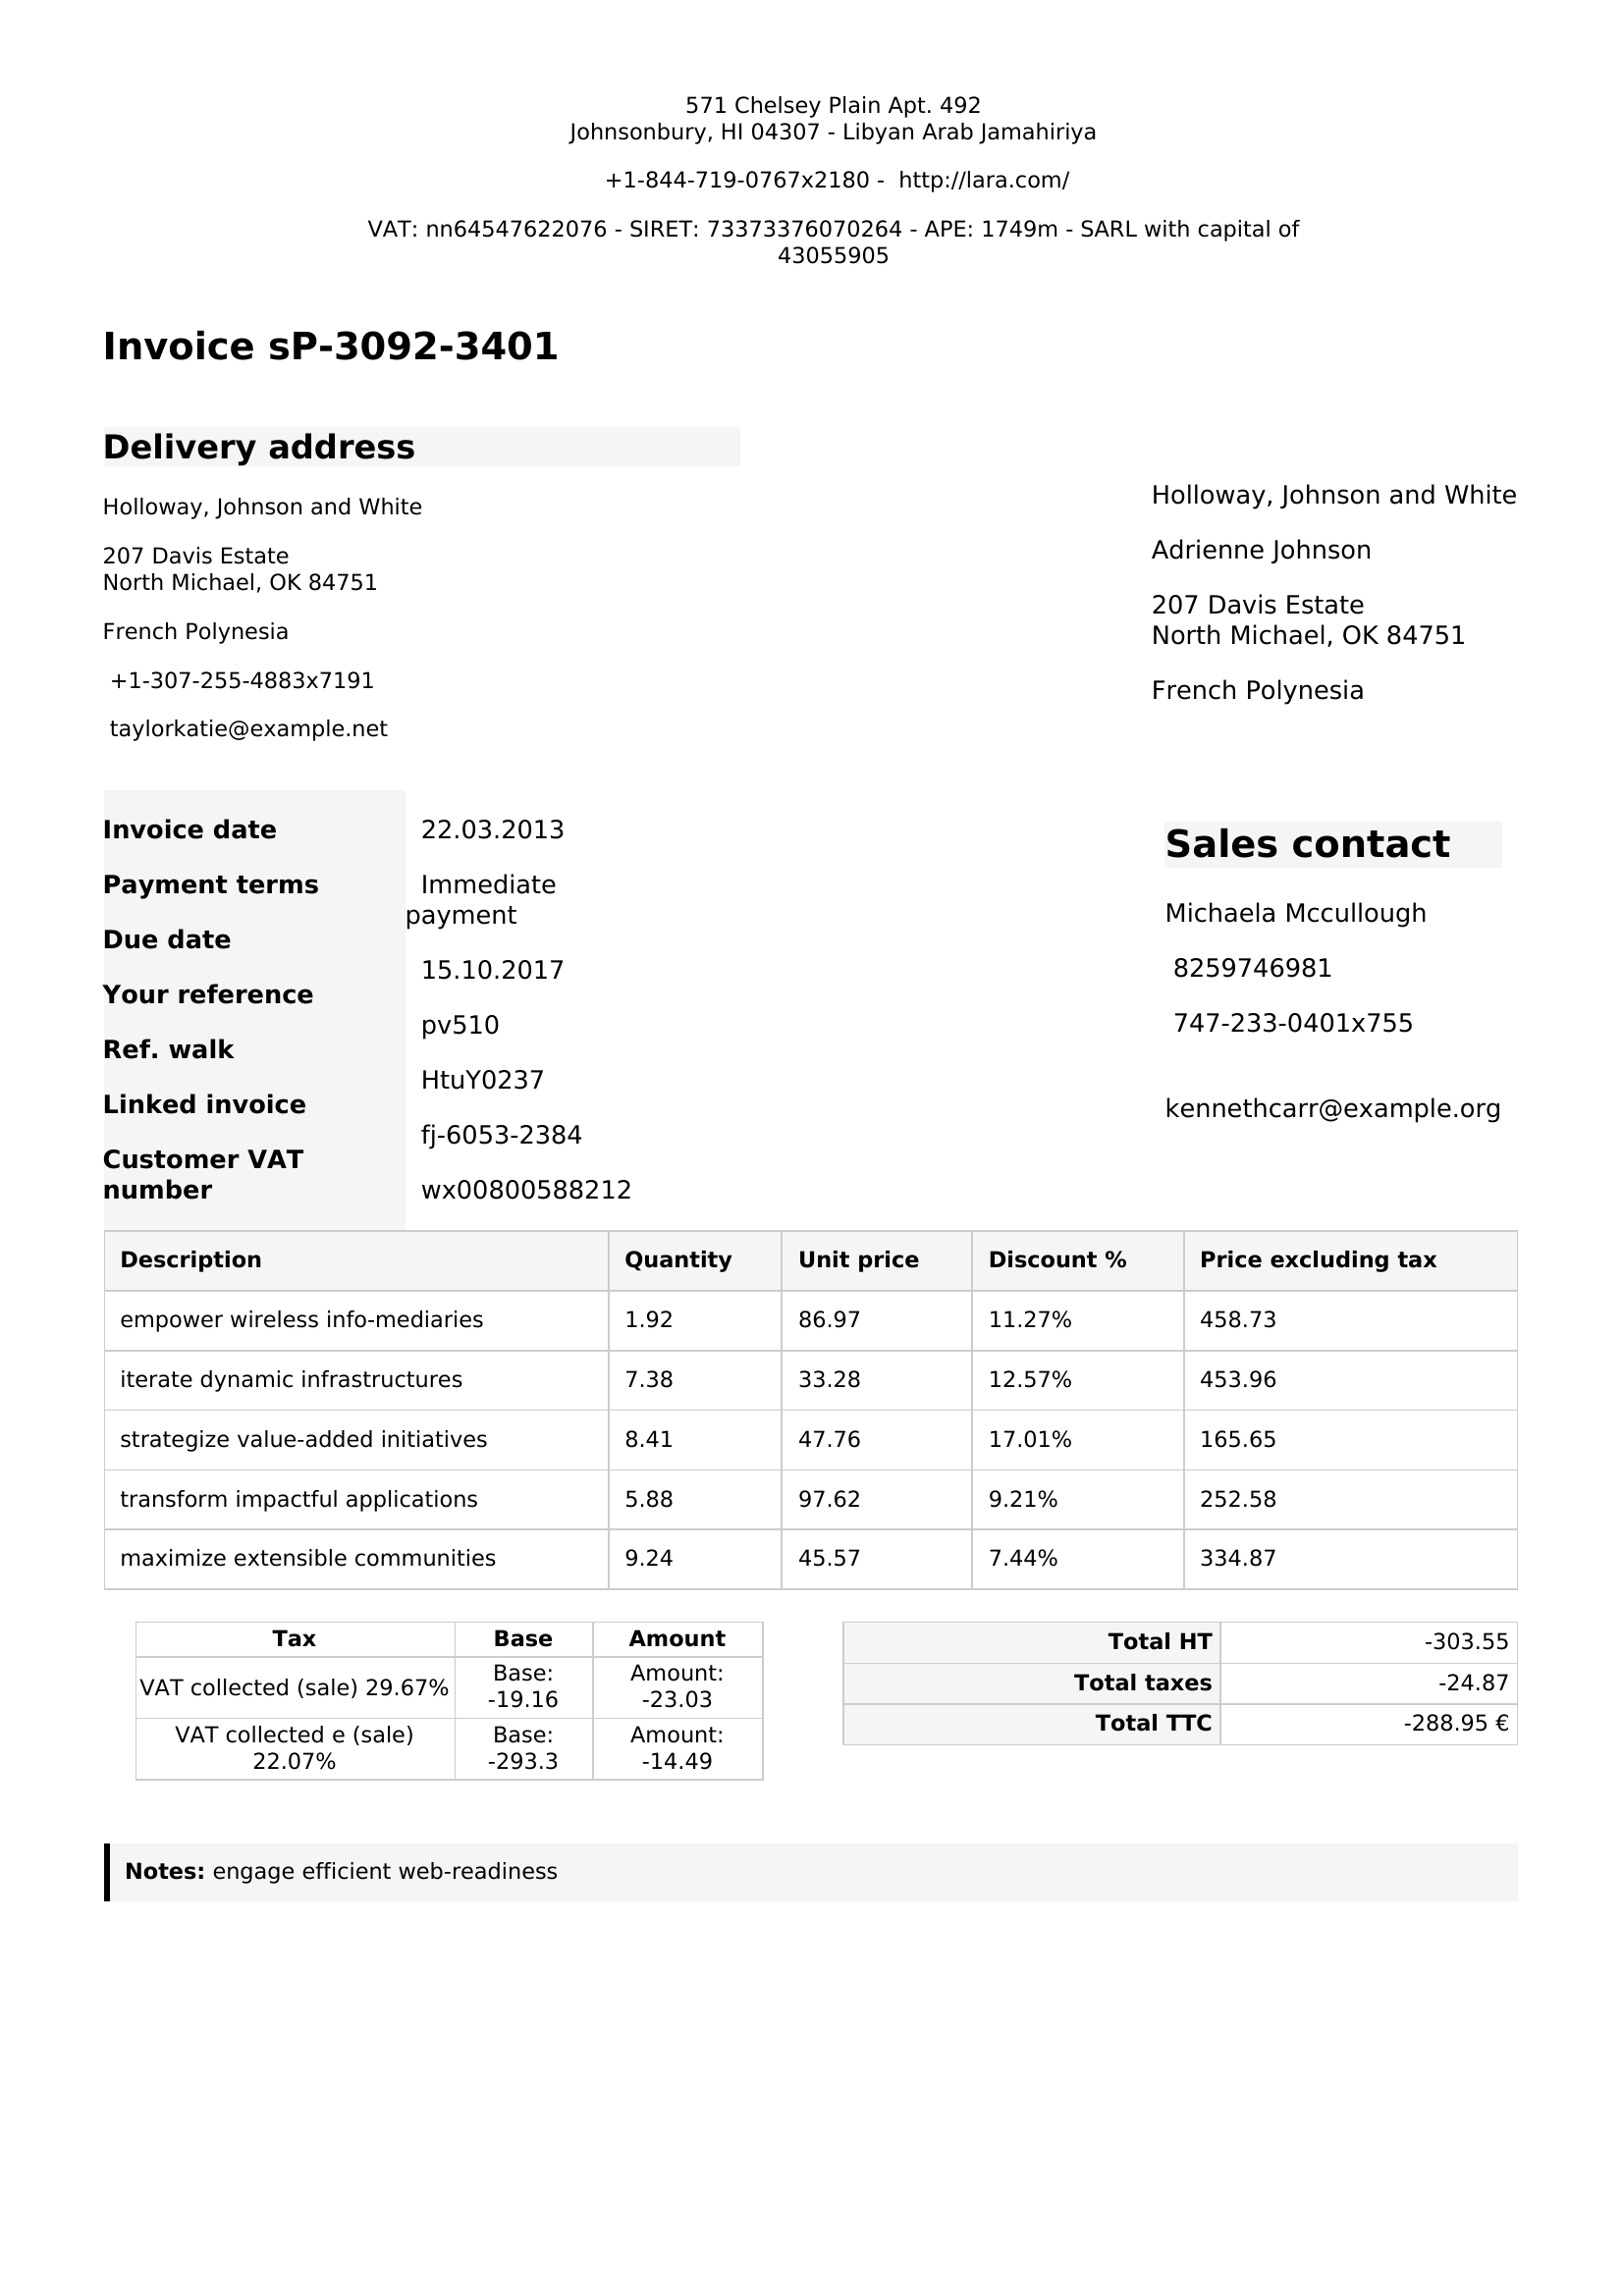 571 Chelsey Plain Apt. 492
Johnsonbury, HI 04307 - Libyan Arab Jamahiriya
+1-844-719-0767x2180 - http://lara.com/
VAT: nn64547622076 - SIRET: 73373376070264 - APE: 1749m - SARL with capital of
43055905
Invoice sP-3092-3401
Delivery address
Holloway, Johnson and White
207 Davis Estate
North Michael, OK 84751
French Polynesia
+1-307-255-4883x7191
taylorkatie@example.net
Holloway, Johnson and White
Adrienne Johnson
207 Davis Estate
North Michael, OK 84751
French Polynesia
Invoice date
Payment terms
Due date
Your reference
Ref. walk
Linked invoice
Customer VAT
number
22.03.2013
Immediate
payment
15.10.2017
pv510
HtuY0237
fj-6053-2384
wx00800588212
Sales contact
Michaela Mccullough
8259746981
747-233-0401x755
kennethcarr@example.org
Description Quantity Unit price Discount % Price excluding tax
empower wireless info-mediaries 1.92 86.97 11.27% 458.73
iterate dynamic infrastructures 7.38 33.28 12.57% 453.96
strategize value-added initiatives 8.41 47.76 17.01% 165.65
transform impactful applications 5.88 97.62 9.21% 252.58
maximize extensible communities 9.24 45.57 7.44% 334.87
Tax Base Amount
VAT collected (sale) 29.67% Base: -19.16 Amount: -23.03
VAT collected e (sale) 22.07% Base: -293.3 Amount: -14.49
Total HT -303.55
Total taxes -24.87
Total TTC -288.95 €
Notes: engage efficient web-readiness